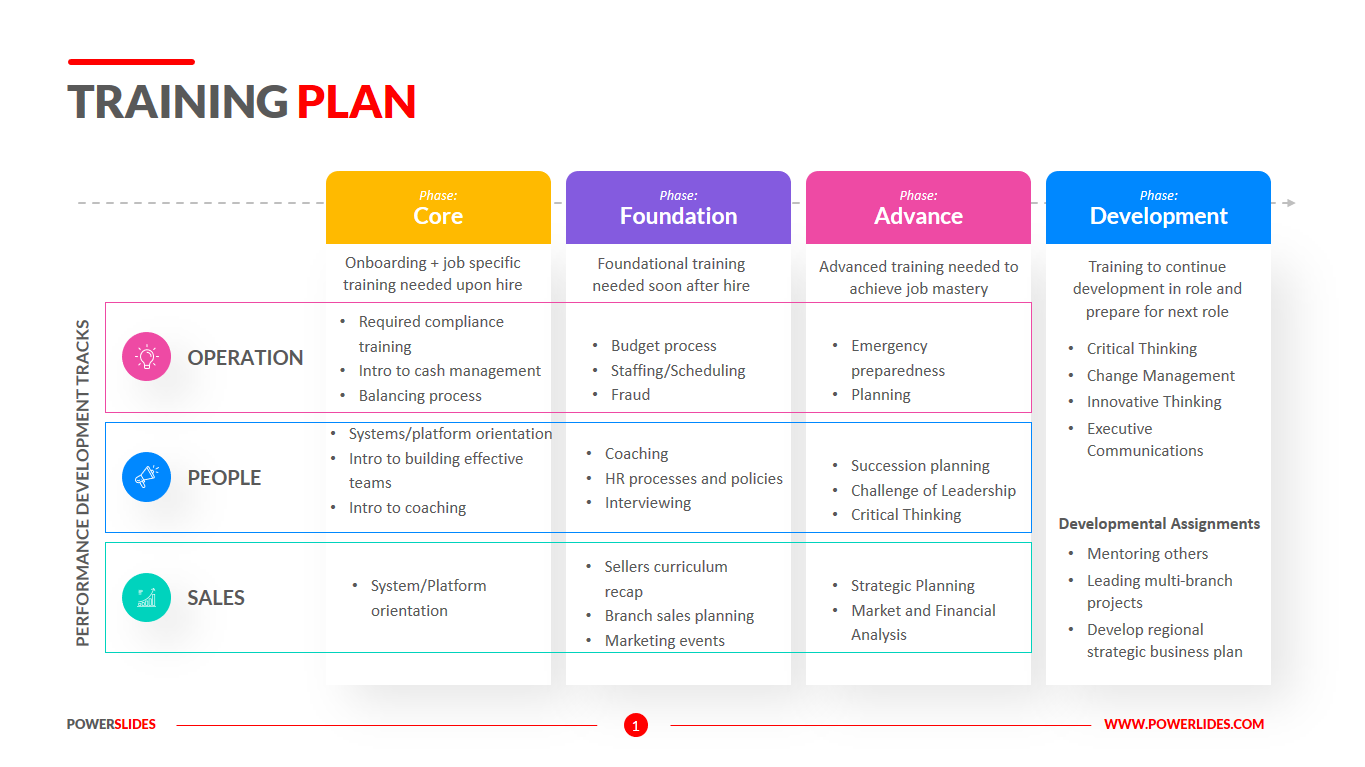 TRAINING PLAN
Phase:
Core
Phase:
Foundation
Phase:
Advance
Phase:
Development
Onboarding + job specific
training needed upon hire
Foundational training
needed soon after hire
Advanced training needed to
achieve job mastery
Training to continue
development in role and
prepare for next role
PERFORMANCE DEVELOPMENT TRACKS
OPERATION
• Required compliance
training
• Intro to cash management
• Balancing process
• Budget process
• Staffing/Scheduling
• Fraud
• Emergency
preparedness
• Planning
PEOPLE
• Systems/platform orientation
• Intro to building effective
teams
• Intro to coaching
• Coaching
• HR processes and policies
• Interviewing
• Succession planning
• Challenge of Leadership
• Critical Thinking
SALES
• System/Platform
orientation
• Sellers curriculum
recap
• Branch sales planning
• Marketing events
• Strategic Planning
• Market and Financial
Analysis
• Critical Thinking
• Change Management
• Innovative Thinking
• Executive
Communications
Developmental Assignments
• Mentoring others
• Leading multi-branch
projects
• Develop regional
strategic business plan
POWERSLIDES
1
WWW.POWERLIDES.COM